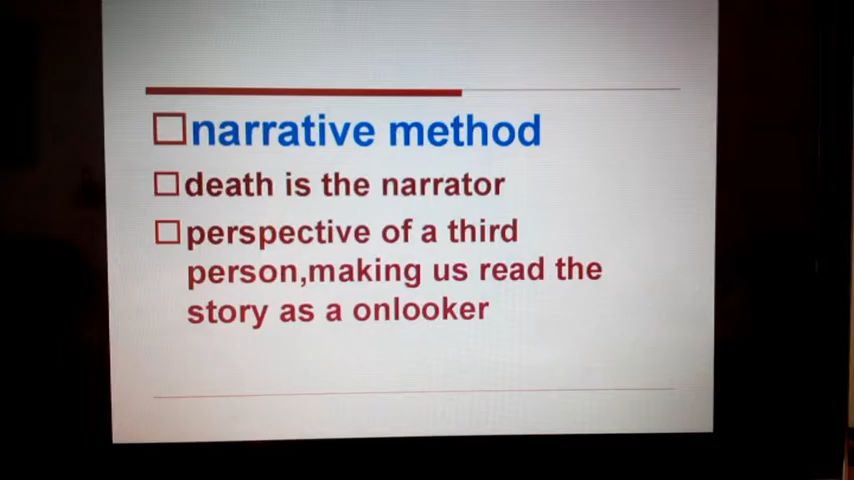 narrative method
death is the narrator
perspective of a third
person,making us read the
story as a onlooker